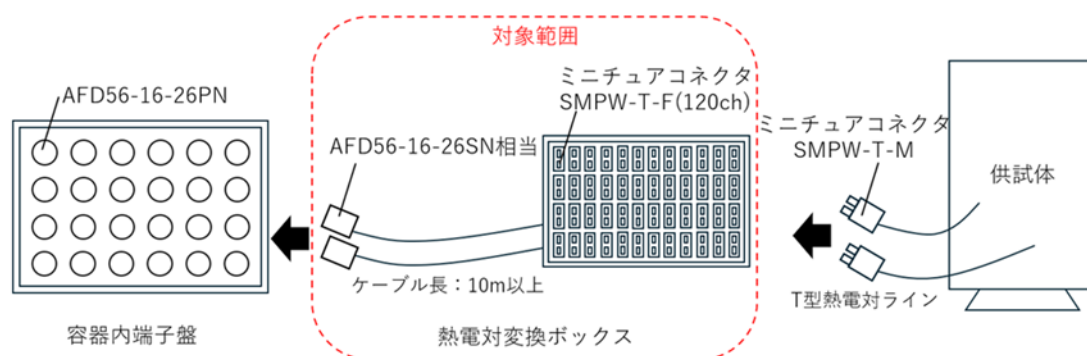 対象範囲
AFD56-16-26PN
ミニチュアコネクタ
SMPW-T-F(120ch)
AFD56-16-26SN相当
ミニチュアコネクタ
SMPW-T-M
供試体
ケーブル長：10m以上
T型熱電対ライン
容器内端子盤
熱電対変換ボックス